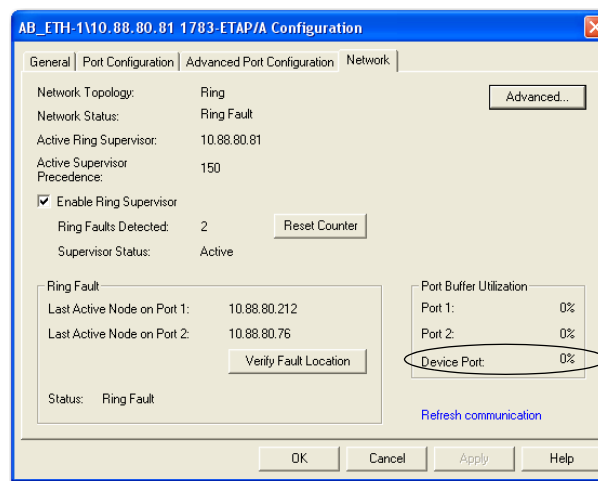 AB_ETH-1\10.88.80.81 1783-ETAP/A Configuration
General Port Configuration Advanced Port Configuration Network
Network Topology: Ring
Advanced...
Network Status: Ring Fault
Active Ring Supervisor: 10.88.80.81
Active Supervisor
Precedence: 150
Enable Ring Supervisor
Ring Faults Detected: 2 Reset Counter
Supervisor Status: Active
Ring Fault
Last Active Node on Port 1: 10.88.80.212
Last Active Node on Port 2: 10.88.80.76
Verify Fault Location
Status: Ring Fault
Port Buffer Utilization
Port 1: 0%
Port 2: 0%
Device Port: 0%
Refresh communication
OK Cancel Apply Help